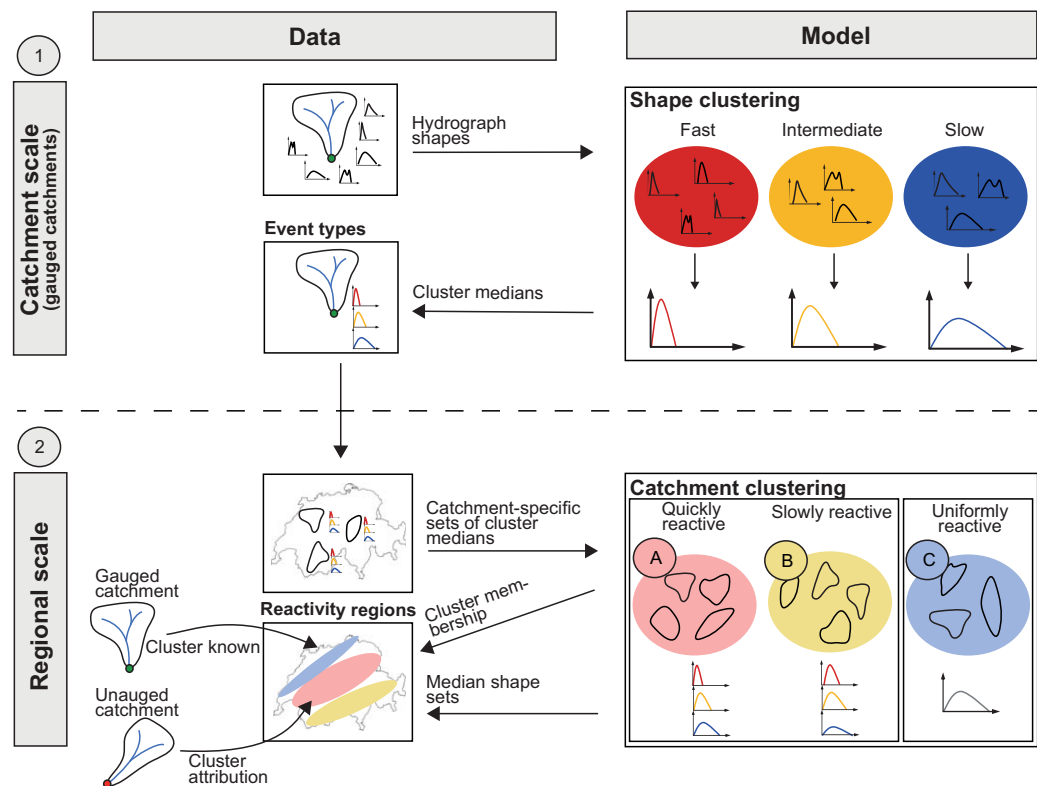 Data
Model
1
Catchment scale
(gauged catchments)
Hydrograph
shapes
Shape clustering
Fast
Intermediate
Slow
Event types
Cluster medians
2
Regional scale
Catchment-specific
sets of cluster
medians
Catchment clustering
Quickly
reactive
Slowly reactive
Uniformly
reactive
A
B
C
Gauged
catchment
Reactivity regions
Cluster mem-
bership
Cluster known
Unauged
catchment
Median shape
sets
Cluster
attribution